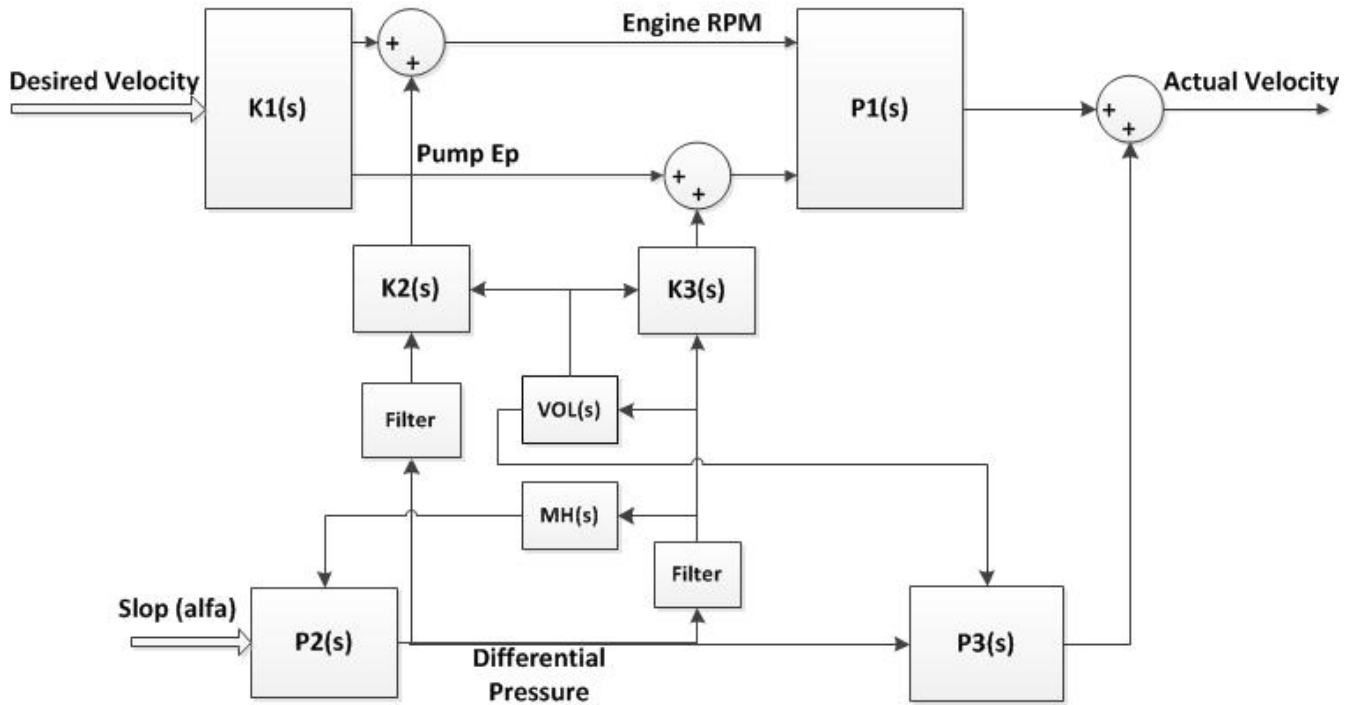 Engine RPM
+
+
Desired Velocity
K1(s)
P1(s)
Actual Velocity
+
+
Pump Ep
+
+
K2(s)
K3(s)
Filter
VOL(s)
MH(s)
Filter
Slop (alfa)
P2(s)
P3(s)
Differential
Pressure